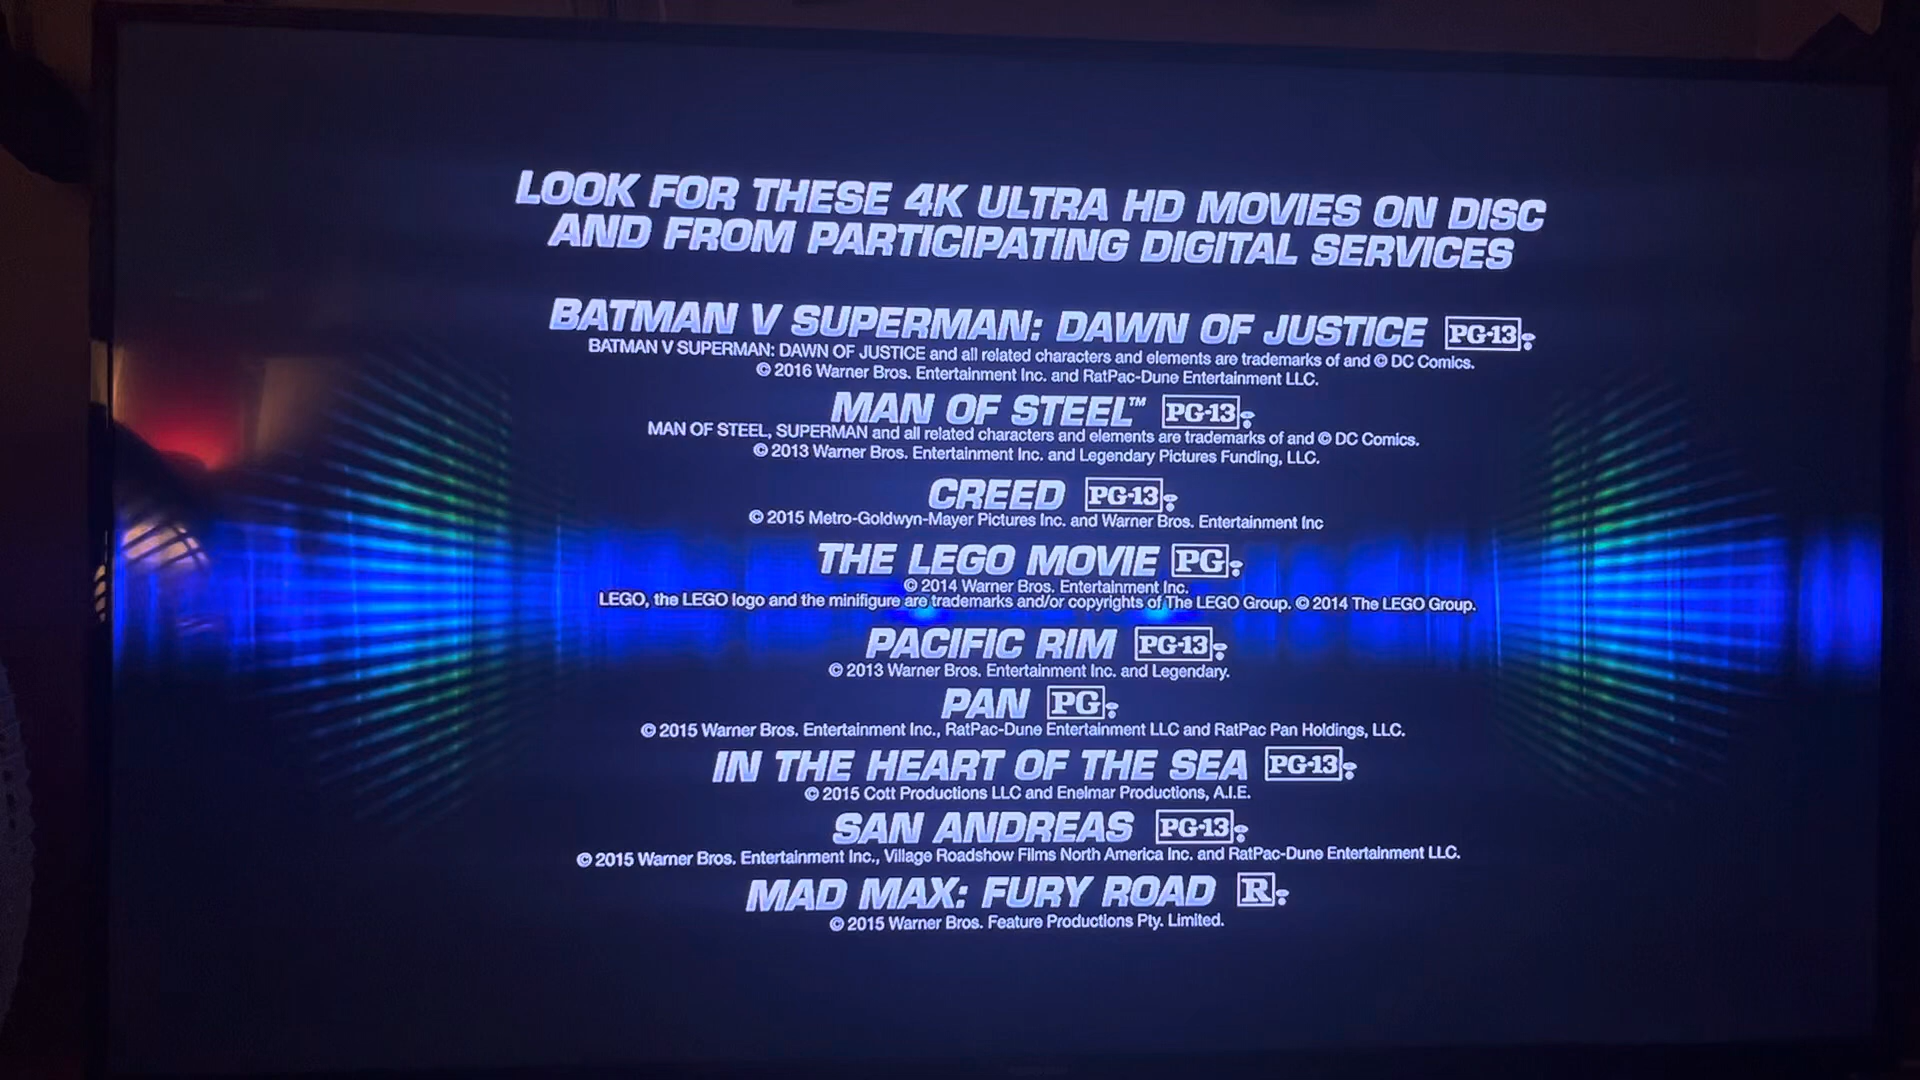 LOOK FOR THESE 4K ULTRA HD MOVIES ON DISC
AND FROM PARTICIPATING DIGITAL SERVICES
BATMAN V SUPERMAN: DAWN OF JUSTICE PG-13
BATMAN V SUPERMAN: DAWN OF JUSTICE and all related characters and elements are trademarks of and © DC Comics.
© 2016 Warner Bros. Entertainment Inc. and RatPac-Dune Entertainment LLC.
MAN OF STEEL™ PG-13
MAN OF STEEL, SUPERMAN and all related characters and elements are trademarks of and © DC Comics.
© 2013 Warner Bros. Entertainment Inc. and Legendary Pictures Funding, LLC.
CREED PG-13
© 2015 Metro-Goldwyn-Mayer Pictures Inc. and Warner Bros. Entertainment Inc
THE LEGO MOVIE PG
© 2014 Warner Bros. Entertainment Inc.
LEGO, the LEGO logo and the minifigure are trademarks and/or copyrights of The LEGO Group. © 2014 The LEGO Group.
PACIFIC RIM PG-13
© 2013 Warner Bros. Entertainment Inc. and Legendary.
PAN PG
© 2015 Warner Bros. Entertainment Inc., RatPac-Dune Entertainment LLC and RatPac Pan Holdings, LLC.
IN THE HEART OF THE SEA PG-13
© 2015 Cott Productions LLC and Enelmar Productions, A.I.E.
SAN ANDREAS PG-13
© 2015 Warner Bros. Entertainment Inc., Village Roadshow Films North America Inc. and RatPac-Dune Entertainment LLC.
MAD MAX: FURY ROAD R
© 2015 Warner Bros. Feature Productions Pty. Limited.